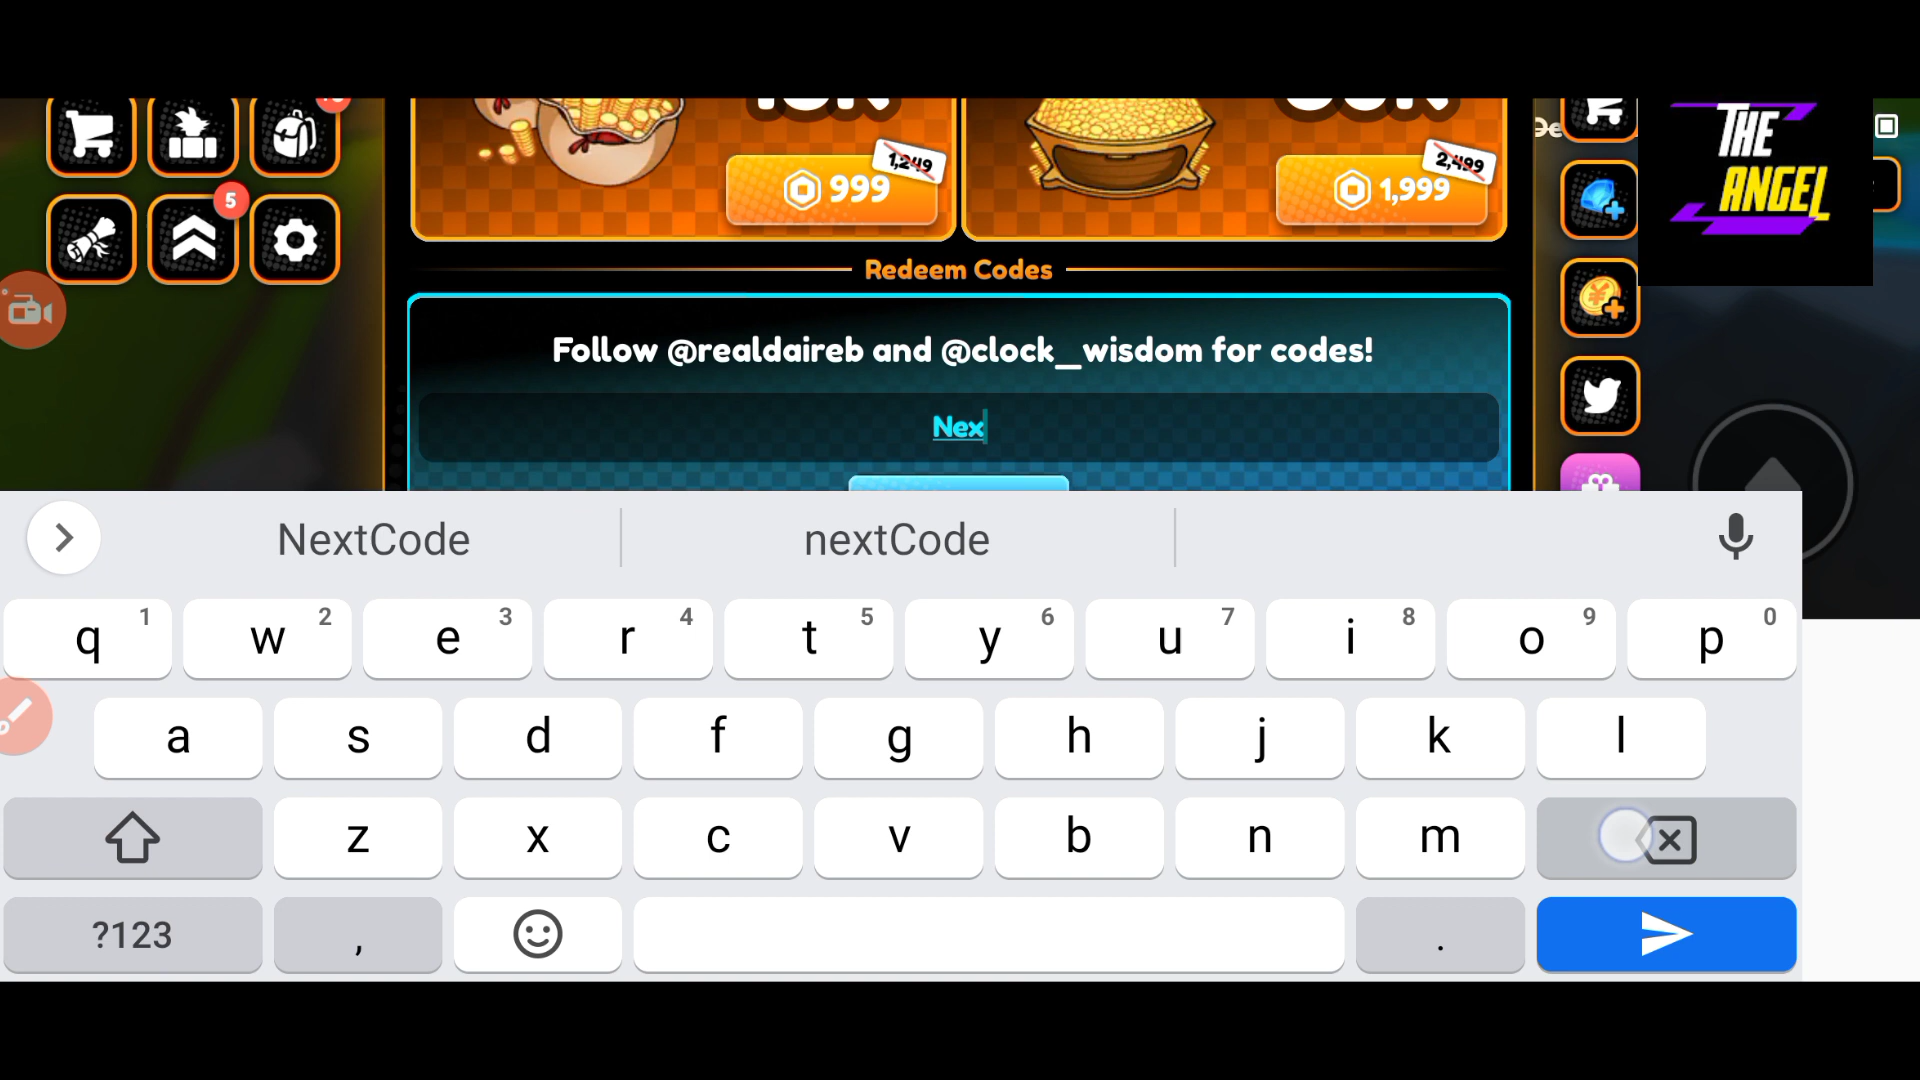 1,249
999
2,499
1,999
5
THE
ANGEL
Redeem Codes
Follow @realdaireb and @clock__wisdom for codes!
Nex
NextCode nextCode
q 1 w 2 e 3 r 4 t 5 y 6 u 7 i 8 o 9 p 0
a s d f g h j k l
z x c v b n m
?123 , .